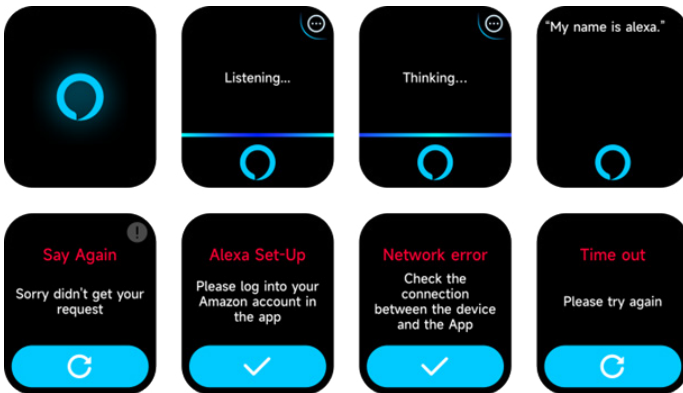 Listening...
Thinking...
“My name is alexa.”
Say Again
Sorry didn't get your
request
Alexa Set-Up
Please log into your
Amazon account in
the app
Network error
Check the
connection
between the device
and the App
Time out
Please try again